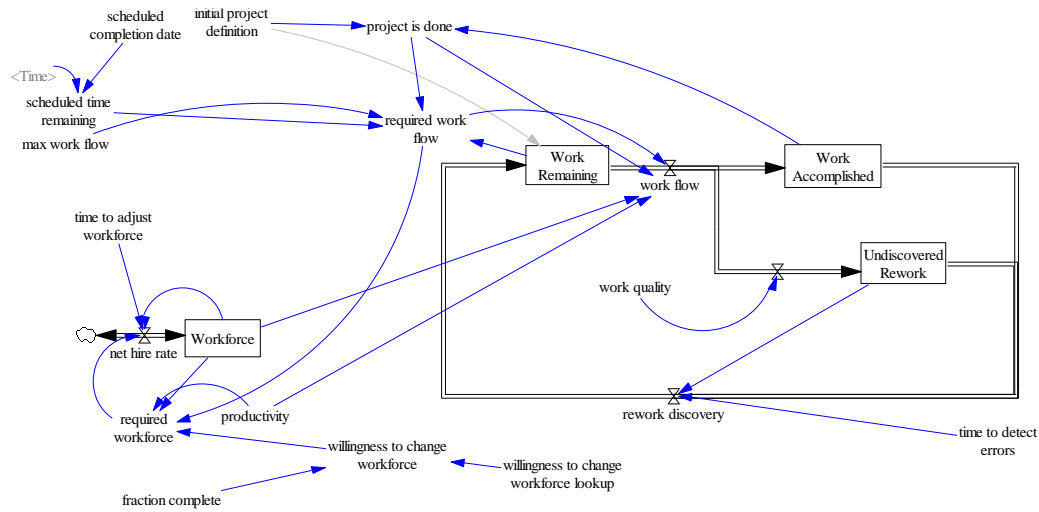 scheduled
completion date
initial project
definition
project is done
<Time>
scheduled time
remaining
max work flow
required work
flow
Work
Remaining
work flow
Work
Accomplished
time to adjust
workforce
Undiscovered
Rework
work quality
Workforce
net hire rate
required
workforce
productivity
rework discovery
time to detect
errors
willingness to change
workforce
willingness to change
workforce lookup
fraction complete